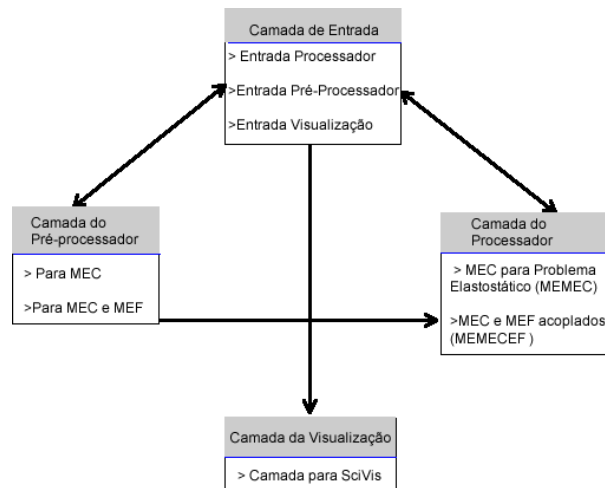 Camada de Entrada
> Entrada Processador
>Entrada Pré-Processador
>Entrada Visualização
Camada do
Pré-processador
> Para MEC
>Para MEC e MEF
Camada do
Processador
> MEC para Problema
Elastostático (MEMEC)
>MEC e MEF acoplados
(MEMECEF )
Camada da Visualização
> Camada para SciVis